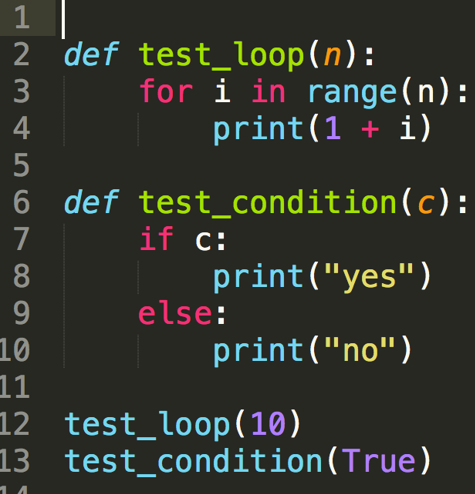 1
2 def test_loop(n):
3     for i in range(n):
4         print(1 + i)
5
6 def test_condition(c):
7     if c:
8         print("yes")
9     else:
10         print("no")
11
12 test_loop(10)
13 test_condition(True)
14